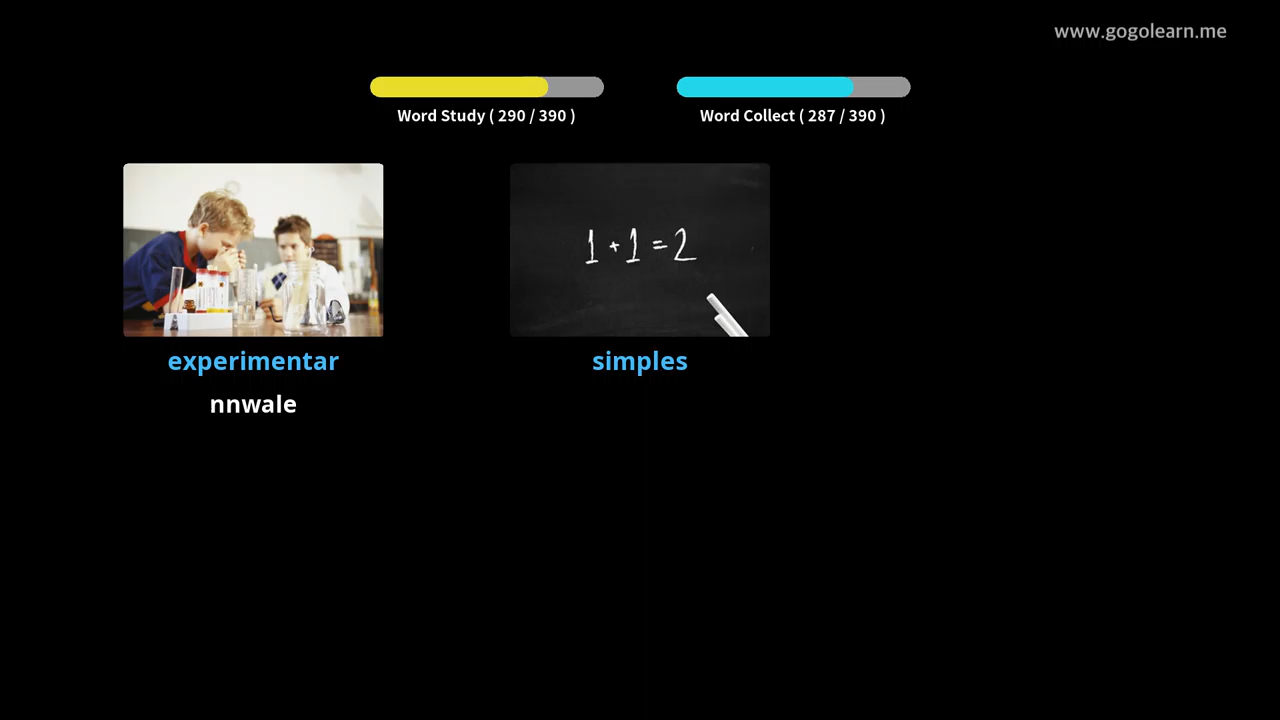 www.gogolearn.me
Word Study ( 290 / 390 )
Word Collect ( 287 / 390 )
1 + 1 = 2
experimentar
simples
nnwale